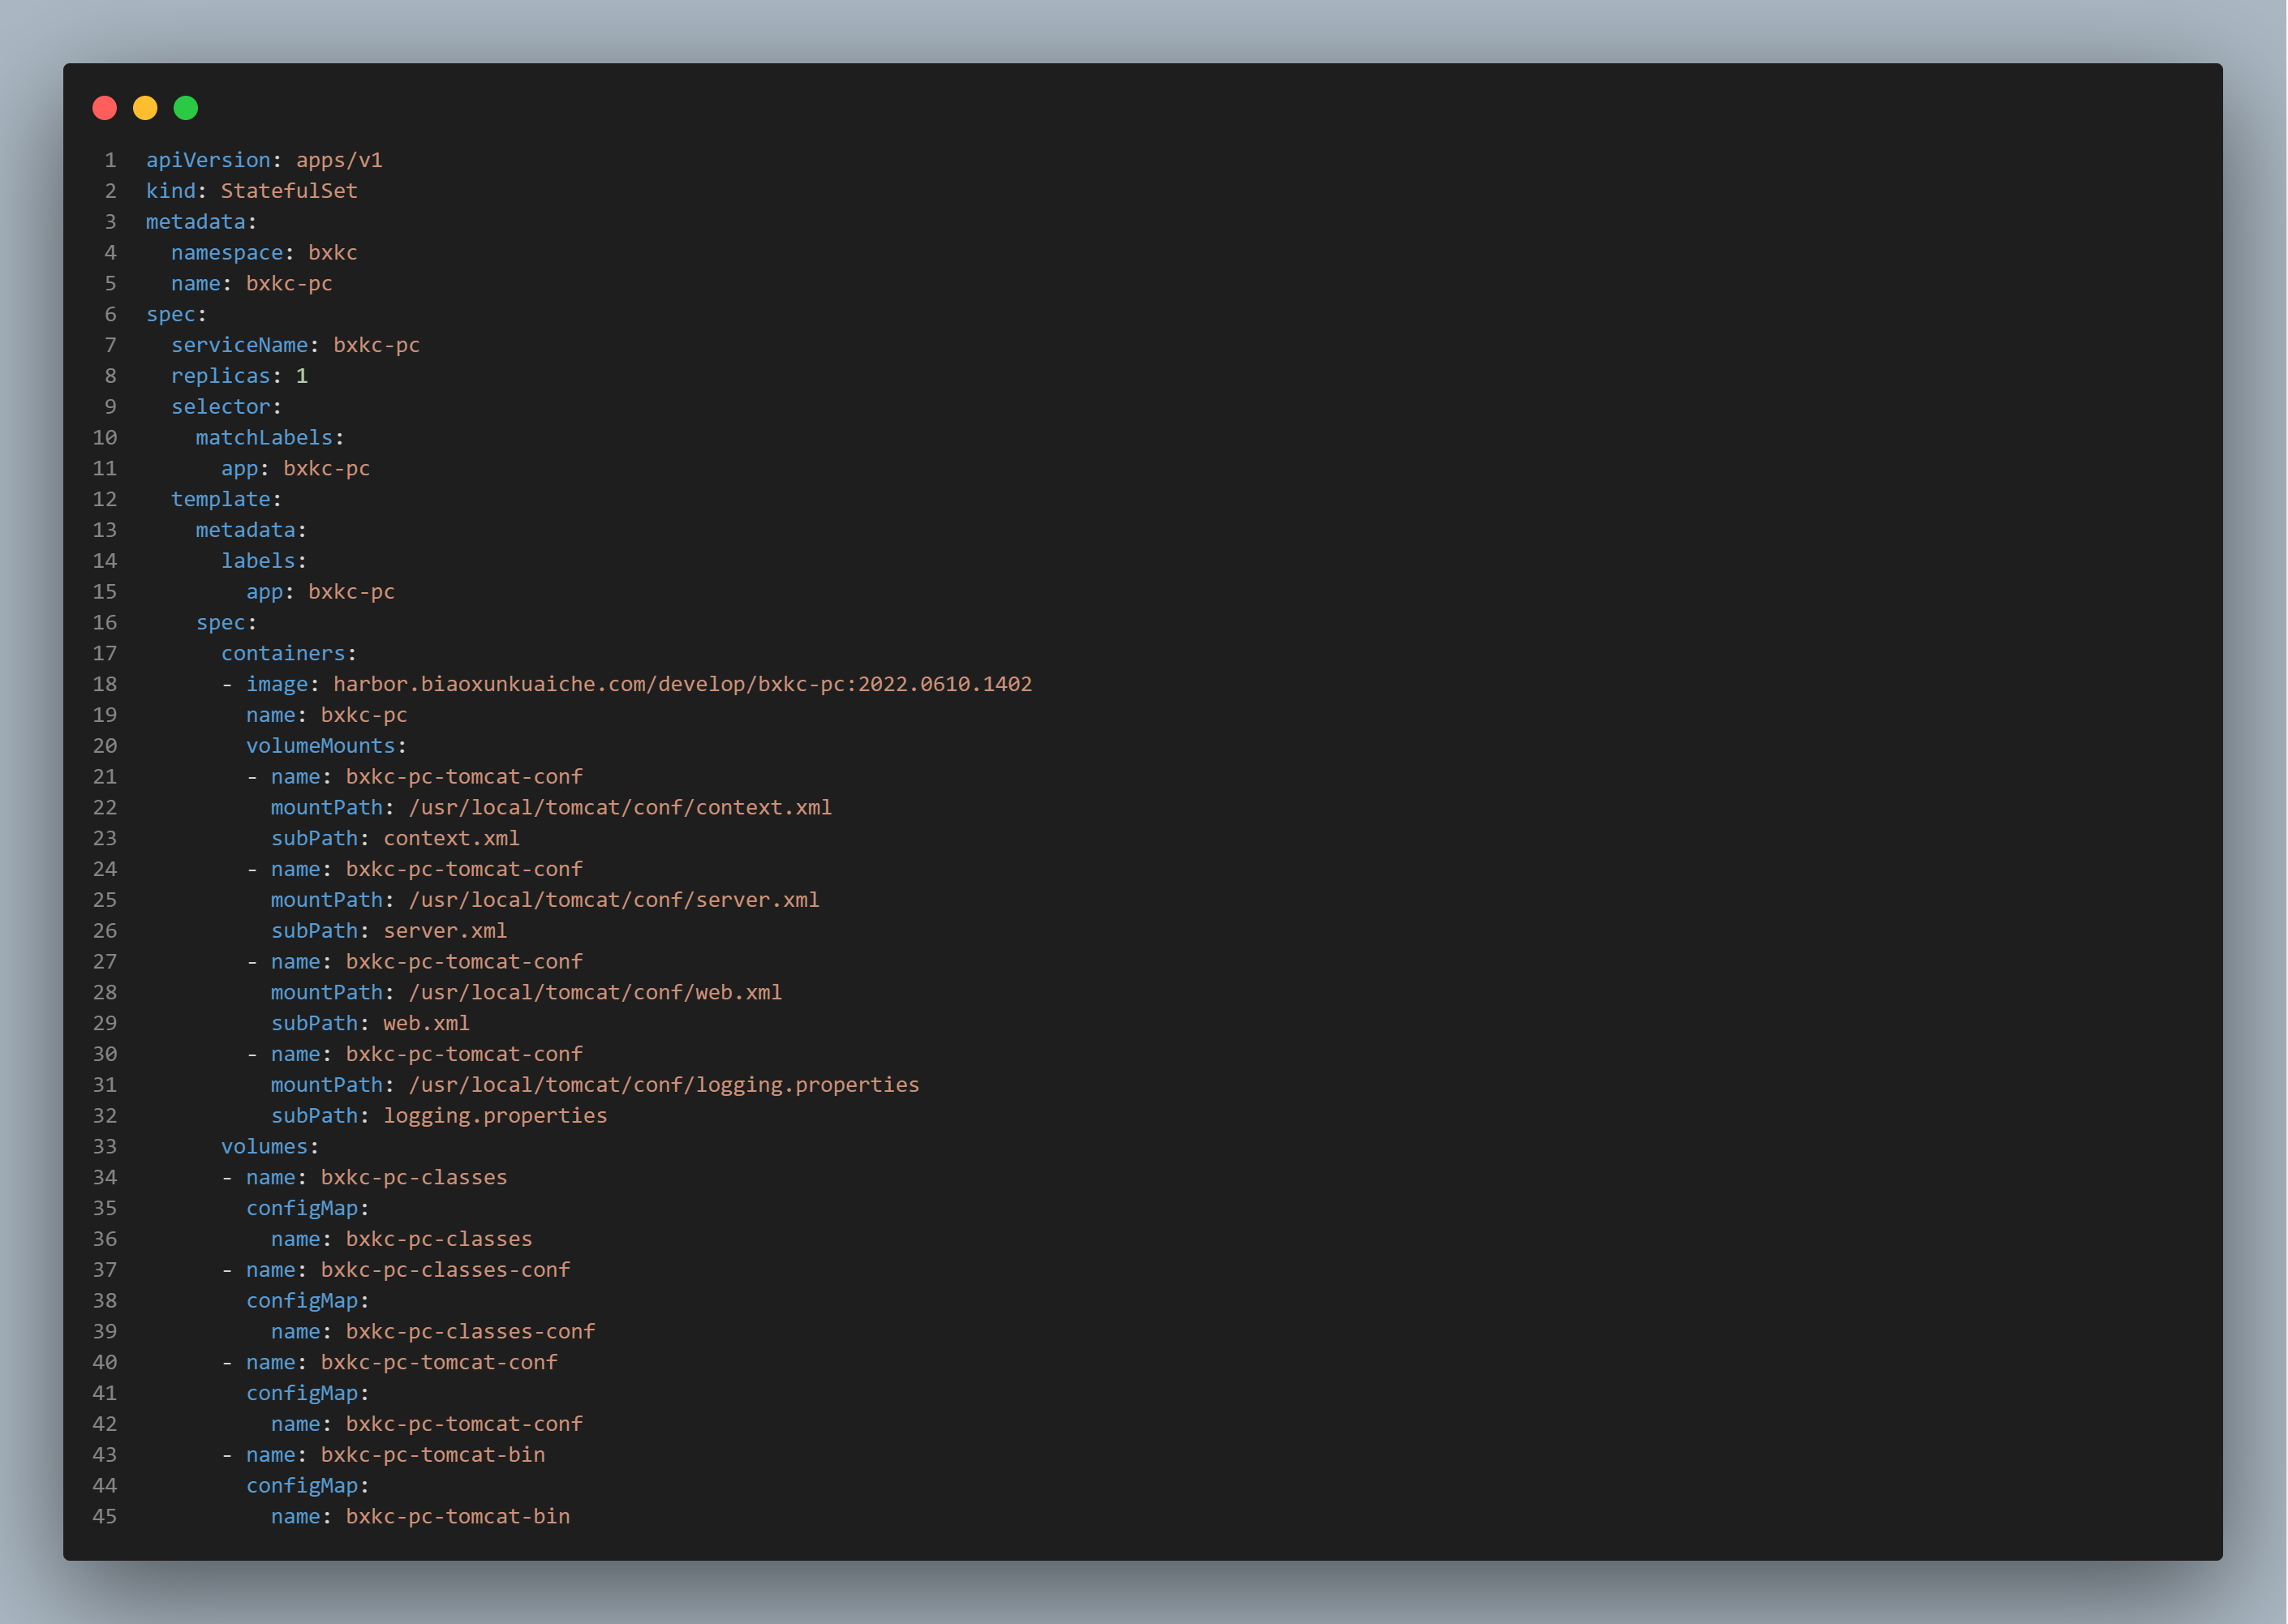 1 apiVersion: apps/v1
2 kind: StatefulSet
3 metadata:
4   namespace: bxkc
5   name: bxkc-pc
6 spec:
7   serviceName: bxkc-pc
8   replicas: 1
9   selector:
10     matchLabels:
11       app: bxkc-pc
12   template:
13     metadata:
14       labels:
15         app: bxkc-pc
16     spec:
17       containers:
18       - image: harbor.biaoxunkuaiche.com/develop/bxkc-pc:2022.0610.1402
19         name: bxkc-pc
20         volumeMounts:
21         - name: bxkc-pc-tomcat-conf
22           mountPath: /usr/local/tomcat/conf/context.xml
23           subPath: context.xml
24         - name: bxkc-pc-tomcat-conf
25           mountPath: /usr/local/tomcat/conf/server.xml
26           subPath: server.xml
27         - name: bxkc-pc-tomcat-conf
28           mountPath: /usr/local/tomcat/conf/web.xml
29           subPath: web.xml
30         - name: bxkc-pc-tomcat-conf
31           mountPath: /usr/local/tomcat/conf/logging.properties
32           subPath: logging.properties
33       volumes:
34       - name: bxkc-pc-classes
35         configMap:
36           name: bxkc-pc-classes
37       - name: bxkc-pc-classes-conf
38         configMap:
39           name: bxkc-pc-classes-conf
40       - name: bxkc-pc-tomcat-conf
41         configMap:
42           name: bxkc-pc-tomcat-conf
43       - name: bxkc-pc-tomcat-bin
44         configMap:
45           name: bxkc-pc-tomcat-bin